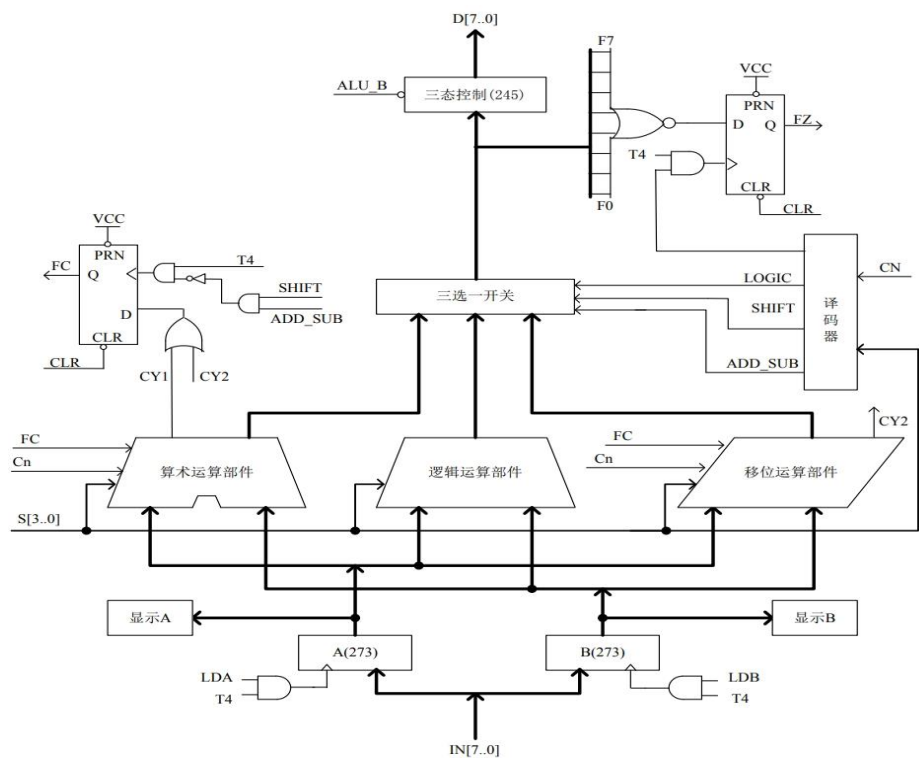 D[7..0]
F7
ALU_B
三态控制(245)
VCC
PRN
D
Q
FZ
T4
CLR
F0
CLR
VCC
PRN
FC
Q
T4
SHIFT
D
ADD_SUB
CLR
CLR
CY1
CY2
三选一开关
LOGIC
SHIFT
ADD_SUB
译码器
CN
CY2
FC
Cn
算术运算部件
逻辑运算部件
FC
Cn
移位运算部件
S[3..0]
显示A
显示B
A(273)
B(273)
LDA
T4
LDB
T4
IN[7..0]